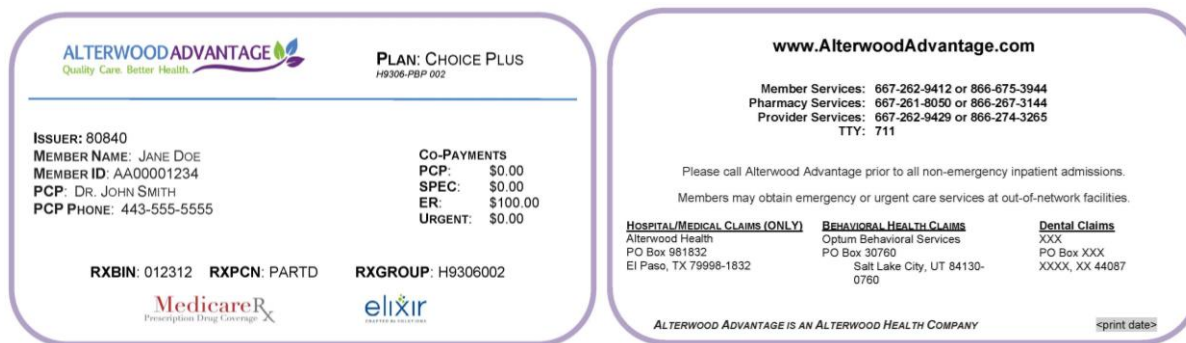 ALTERWOOD ADVANTAGE
Quality Care. Better Health.
PLAN: CHOICE PLUS
H9306-PBP 002
ISSUER: 80840
MEMBER NAME: JANE DOE
MEMBER ID: AA00001234
PCP: DR. JOHN SMITH
PCP PHONE: 443-555-5555
CO-PAYMENTS
PCP: $0.00
SPEC: $0.00
ER: $100.00
URGENT: $0.00
RXBIN: 012312 RXPCN: PARTD RXGROUP: H9306002
MedicareRx
Prescription Drug Coverage
elixir
www.AlterwoodAdvantage.com
Member Services: 667-262-9412 or 866-675-3944
Pharmacy Services: 667-261-8050 or 866-267-3144
Provider Services: 667-262-9429 or 866-274-3265
TTY: 711
Please call Alterwood Advantage prior to all non-emergency inpatient admissions.
Members may obtain emergency or urgent care services at out-of-network facilities.
HOSPITAL/MEDICAL CLAIMS (ONLY)
Alterwood Health
PO Box 981832
El Paso, TX 79998-1832
BEHAVIORAL HEALTH CLAIMS
Optum Behavioral Services
PO Box 30760
Salt Lake City, UT 84130-
0760
Dental Claims
XXX
PO Box XXX
XXXX, XX 44087
ALTERWOOD ADVANTAGE IS AN ALTERWOOD HEALTH COMPANY
<print date>